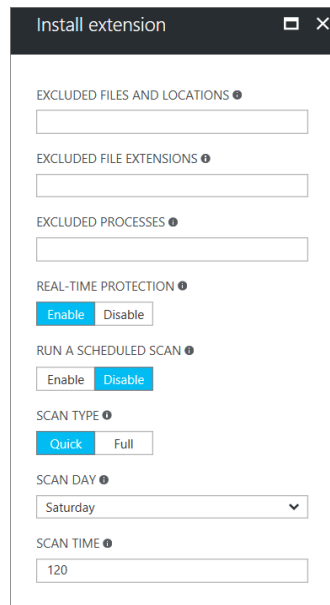 Install extension
EXCLUDED FILES AND LOCATIONS
EXCLUDED FILE EXTENSIONS
EXCLUDED PROCESSES
REAL-TIME PROTECTION
Enable Disable
RUN A SCHEDULED SCAN
Enable Disable
SCAN TYPE
Quick Full
SCAN DAY
Saturday
SCAN TIME
120